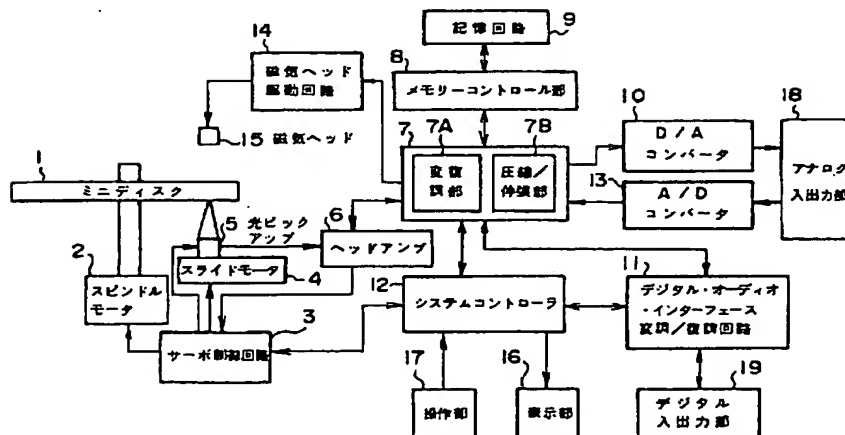 記憶回路
9
14
8
磁気ヘッド
駆動回路
メモリーコントロール部
10
18
7
7A
7B
D/A
コンバータ
15 磁気ヘッド
変復
調部
圧縮/
伸張部
アナログ
入出力部
1
13
A/D
コンバータ
ミニディスク
5
光ピック
アップ
6
ヘッドアンプ
2
スライドモータ
4
11
スピンドル
モータ
12
システムコントローラ
デジタル・オーディオ
・インターフェース
変調/復調回路
3
サーボ制御回路
17
16
19
操作部
表示部
デジタル
入出力部